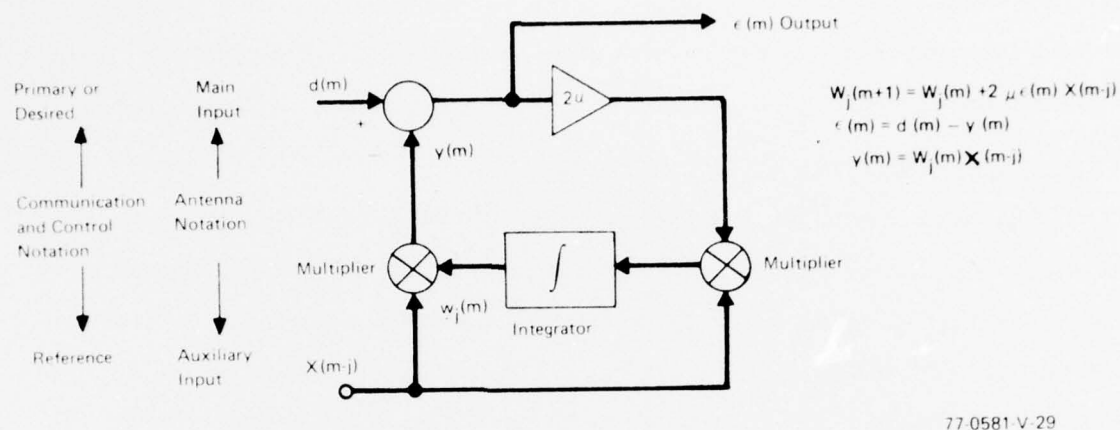 ϵ(m) Output
Primary or
Desired
Main
Input
d(m)
+
−
2u
W_j(m+1) = W_j(m) +2 μ ϵ(m) X(m-j)
ϵ(m) = d(m) − y(m)
y(m) = W_j(m) X(m-j)
y(m)
Communication
and Control
Notation
Antenna
Notation
Multiplier
∫
Multiplier
w_j(m)
Integrator
Reference
Auxiliary
Input
X(m-j)
77-0581-V-29